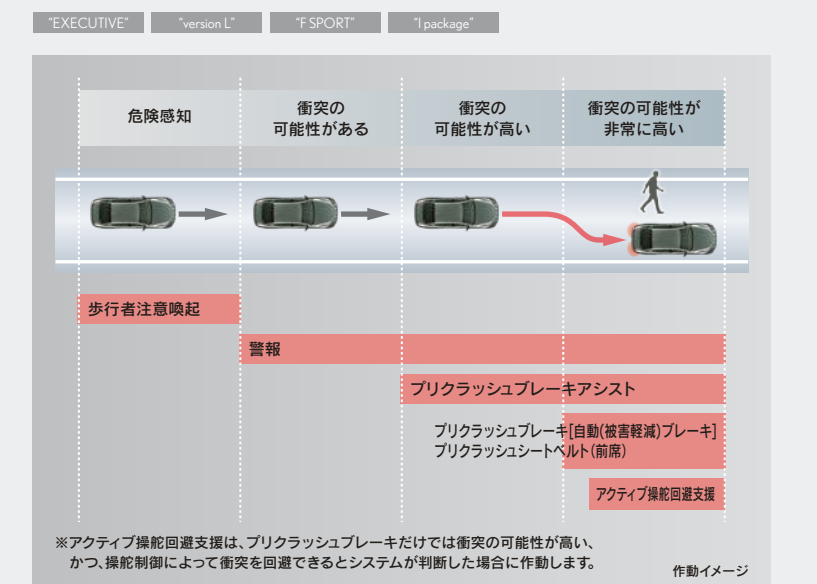 “EXECUTIVE” “version L” “F SPORT” “I package”
危険感知
衝突の
可能性がある
衝突の
可能性が高い
衝突の可能性が
非常に高い
歩行者注意喚起
警報
プリクラッシュブレーキアシスト
プリクラッシュブレーキ[自動(被害軽減)ブレーキ]
プリクラッシュシートベルト(前席)
アクティブ操舵回避支援
※アクティブ操舵回避支援は、プリクラッシュブレーキだけでは衝突の可能性が高い、
かつ、操舵制御によって衝突を回避できるとシステムが判断した場合に作動します。
作動イメージ